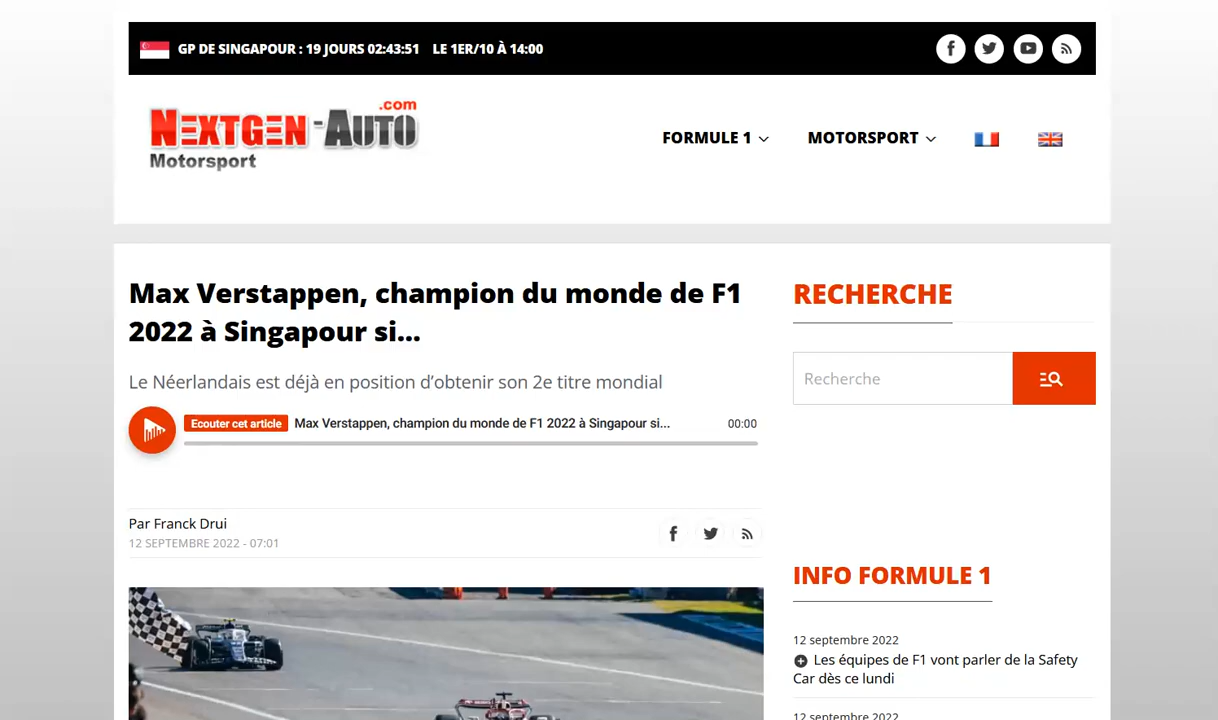 GP DE SINGAPOUR : 19 JOURS 02:43:51 LE 1ER/10 À 14:00
.com
NEXTGEN-AUTO
Motorsport
FORMULE 1
MOTORSPORT
Max Verstappen, champion du monde de F1
2022 à Singapour si...
Le Néerlandais est déjà en position d’obtenir son 2e titre mondial
Ecouter cet article Max Verstappen, champion du monde de F1 2022 à Singapour si... 00:00
Par Franck Drui
12 SEPTEMBRE 2022 - 07:01
RECHERCHE
Recherche
INFO FORMULE 1
12 septembre 2022
Les équipes de F1 vont parler de la Safety
Car dès ce lundi
12 septembre 2022